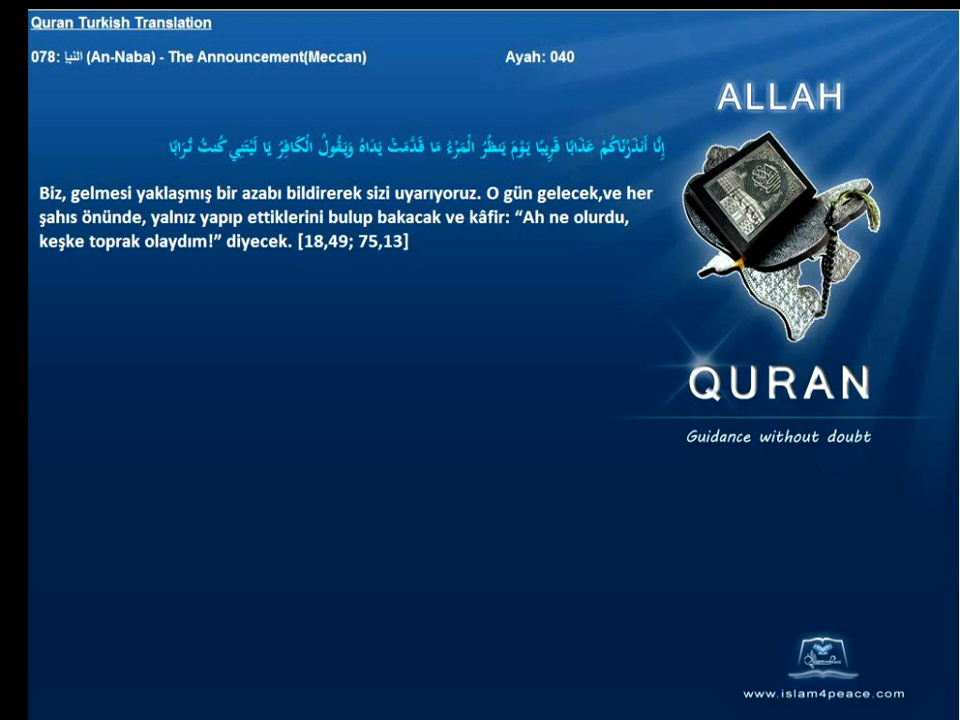 Quran Turkish Translation
078: النبأ (An-Naba) - The Announcement(Meccan) Ayah: 040
ALLAH
إِنَّا أَنذَرْنَاكُمْ عَذَابًا قَرِيبًا يَوْمَ يَنظُرُ الْمَرْءُ مَا قَدَّمَتْ يَدَاهُ وَيَقُولُ الْكَافِرُ يَا لَيْتَنِي كُنتُ تُرَابًا
Biz, gelmesi yaklaşmış bir azabı bildirerek sizi uyarıyoruz. O gün gelecek,ve her
şahıs önünde, yalnız yapıp ettiklerini bulup bakacak ve kâfir: “Ah ne olurdu,
keşke toprak olaydım!” diyecek. [18,49; 75,13]
QURAN
Guidance without doubt
www.islam4peace.com